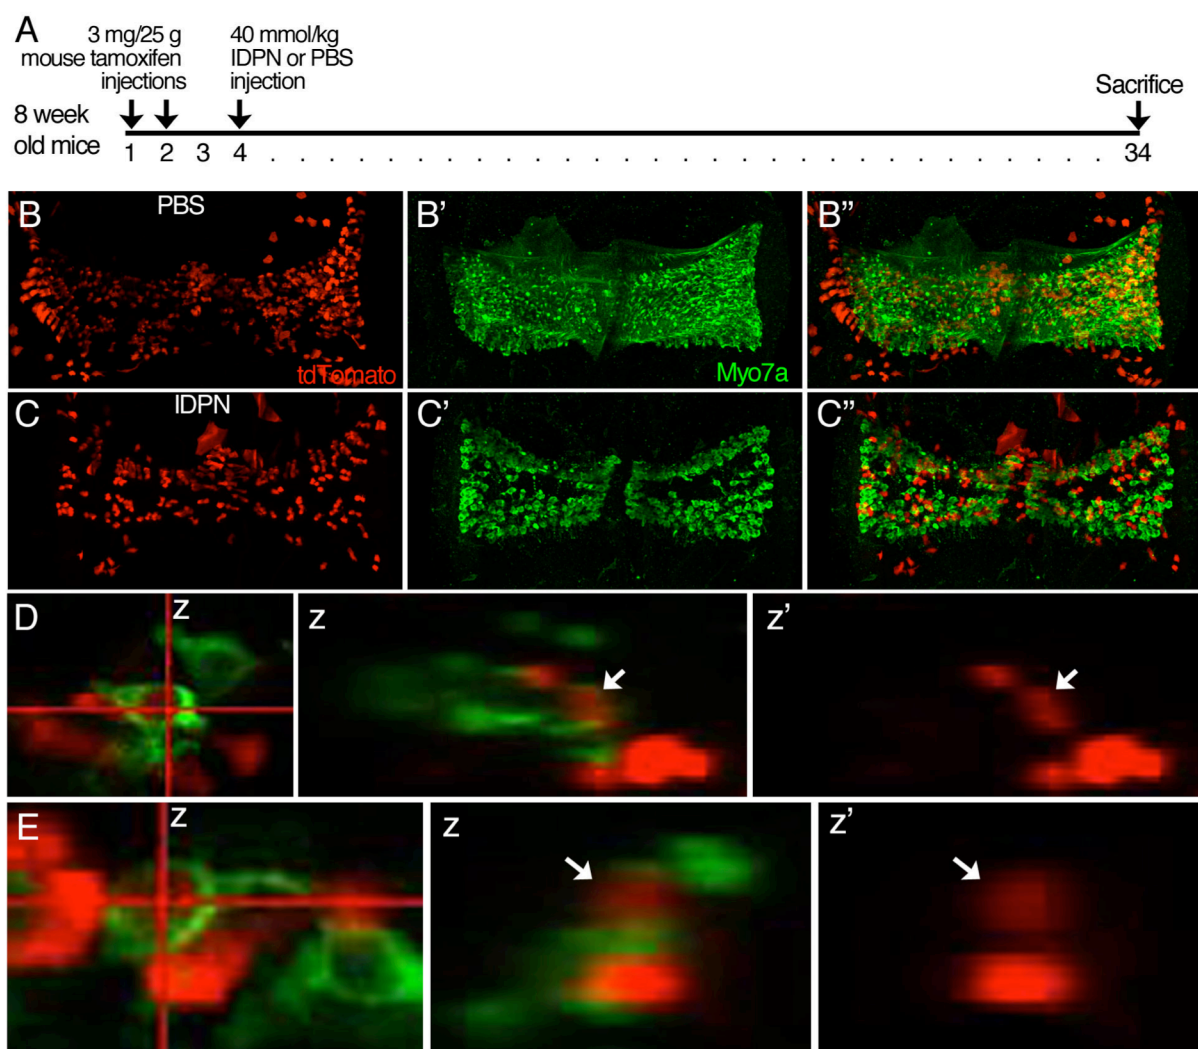 A
3 mg/25 g
mouse tamoxifen
injections
40 mmol/kg
IDPN or PBS
injection
Sacrifice
8 week
old mice
1 2 3 4 . . . . . . . . . . . . . . . . . . . . . . . . . . . . . 34
B PBS B' B"
tdTomato Myo7a
C IDPN C' C"
D z z z'
E z z z'